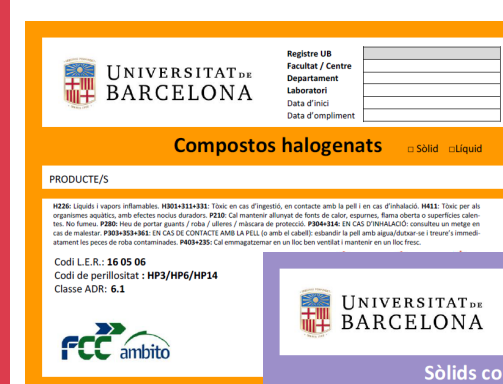 UNIVERSITAT DE
BARCELONA
Registre UB
Facultat / Centre
Departament
Laboratori
Data d'inici
Data d'ompliment
Compostos halogenats □ Sòlid □Líquid
PRODUCTE/S
H226: Líquids i vapors inflamables. H301+311+331: Tòxic en cas d'ingestió, en contacte amb la pell i en cas d'inhalació. H411: Tòxic per als
organismes aquàtics, amb efectes nocius duradors. P210: Cal mantenir allunyat de fonts de calor, espurnes, flama oberta o superfícies calen-
tes. No fumeu. P280: Heu de portar guants / roba / ulleres / màscara de protecció. P304+314: EN CAS D'INHALACIÓ: consulteu un metge en
cas de malestar. P303+353+361: EN CAS DE CONTACTE AMB LA PELL (o amb el cabell): esbandir la pell amb aigua/dutxar-se i treure's immedi-
atament les peces de roba contaminades. P403+235: Cal emmagatzemar en un lloc ben ventilat i mantenir en un lloc fresc.
Codi L.E.R.: 16 05 06
Codi de perillositat : HP3/HP6/HP14
Classe ADR: 6.1
FCC ambito
UNIVERSITAT DE
BARCELONA
Sòlids co